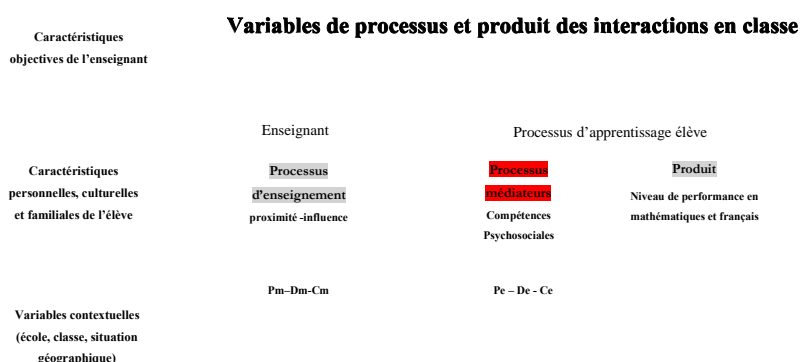 Variables de processus et produit des interactions en classe
Caractéristiques
objectives de l'enseignant
Enseignant
Processus d'apprentissage élève
Caractéristiques
personnelles, culturelles
et familiales de l'élève
Processus
d'enseignement
proximité -influence
Processus
médiateurs
Compétences
Psychosociales
Produit
Niveau de performance en
mathématiques et français
Pm–Dm-Cm
Pe – De - Ce
Variables contextuelles
(école, classe, situation
géographique)